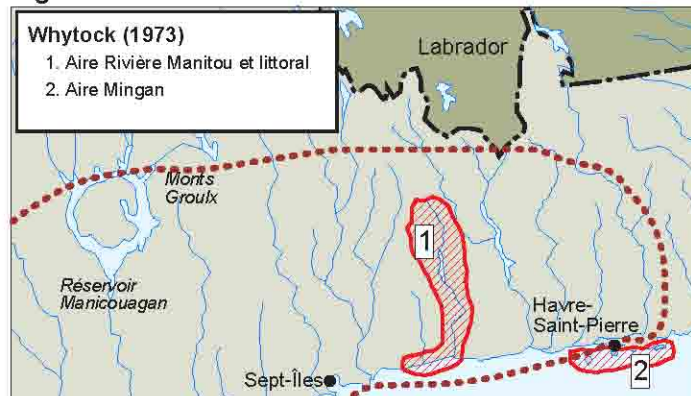 Whytock (1973)
1. Aire Rivière Manitou et littoral
2. Aire Mingan
Labrador
Monts
Groulx
1
Réservoir
Manicouagan
Havre-
Saint-Pierre
Sept-Îles
2